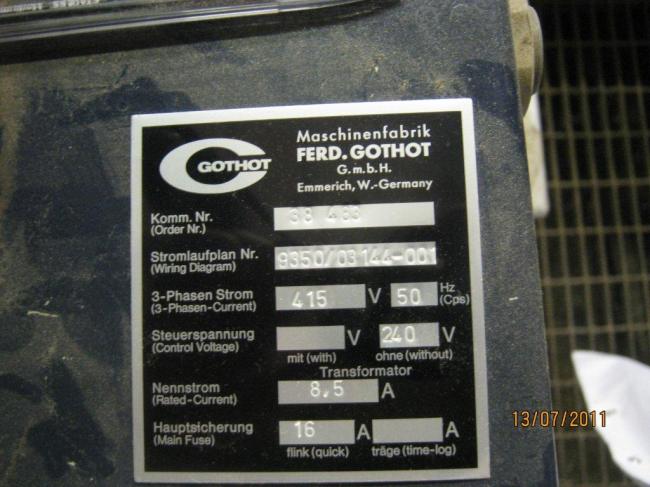 GOTHOT
Maschinenfabrik
FERD. GOTHOT
G.m.b.H.
Emmerich, W.-Germany
Komm. Nr. 38 463
(Order Nr.)
Stromlaufplan Nr. 9350/03144-001
(Wiring Diagram)
3-Phasen Strom 415 V 50 Hz
(3-Phasen-Current) (Cps)
Steuerspannung V 240 V
(Control Voltage) mit (with) ohne (without)
Transformator
Nennstrom 8,5 A
(Rated-Current)
Hauptsicherung 16 A A
(Main Fuse) flink (quick) träge (time-log)
13/07/2011